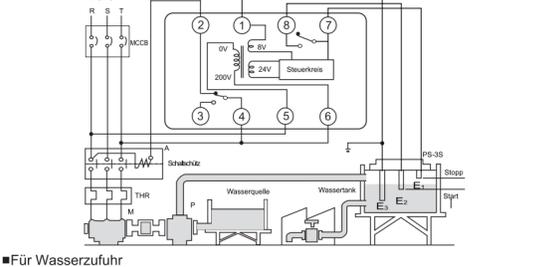 R S T
MCCB
2 1 8 7
0V
8V
24V
200V
Steuerkreis
3 4 5 6
A
Schaltschütz
THR
M
P
Wasserquelle
Wassertank
PS-3S
Stopp
Start
E1
E2
E3
■Für Wasserzufuhr